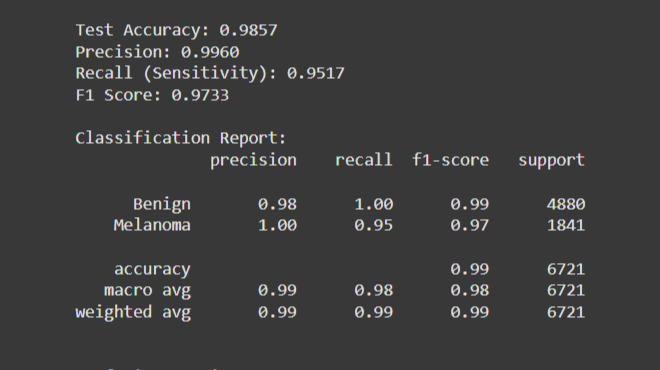 Test Accuracy: 0.9857
Precision: 0.9960
Recall (Sensitivity): 0.9517
F1 Score: 0.9733
Classification Report:
precision recall f1-score support
Benign 0.98 1.00 0.99 4880
Melanoma 1.00 0.95 0.97 1841
accuracy 0.99 6721
macro avg 0.99 0.98 0.98 6721
weighted avg 0.99 0.99 0.99 6721